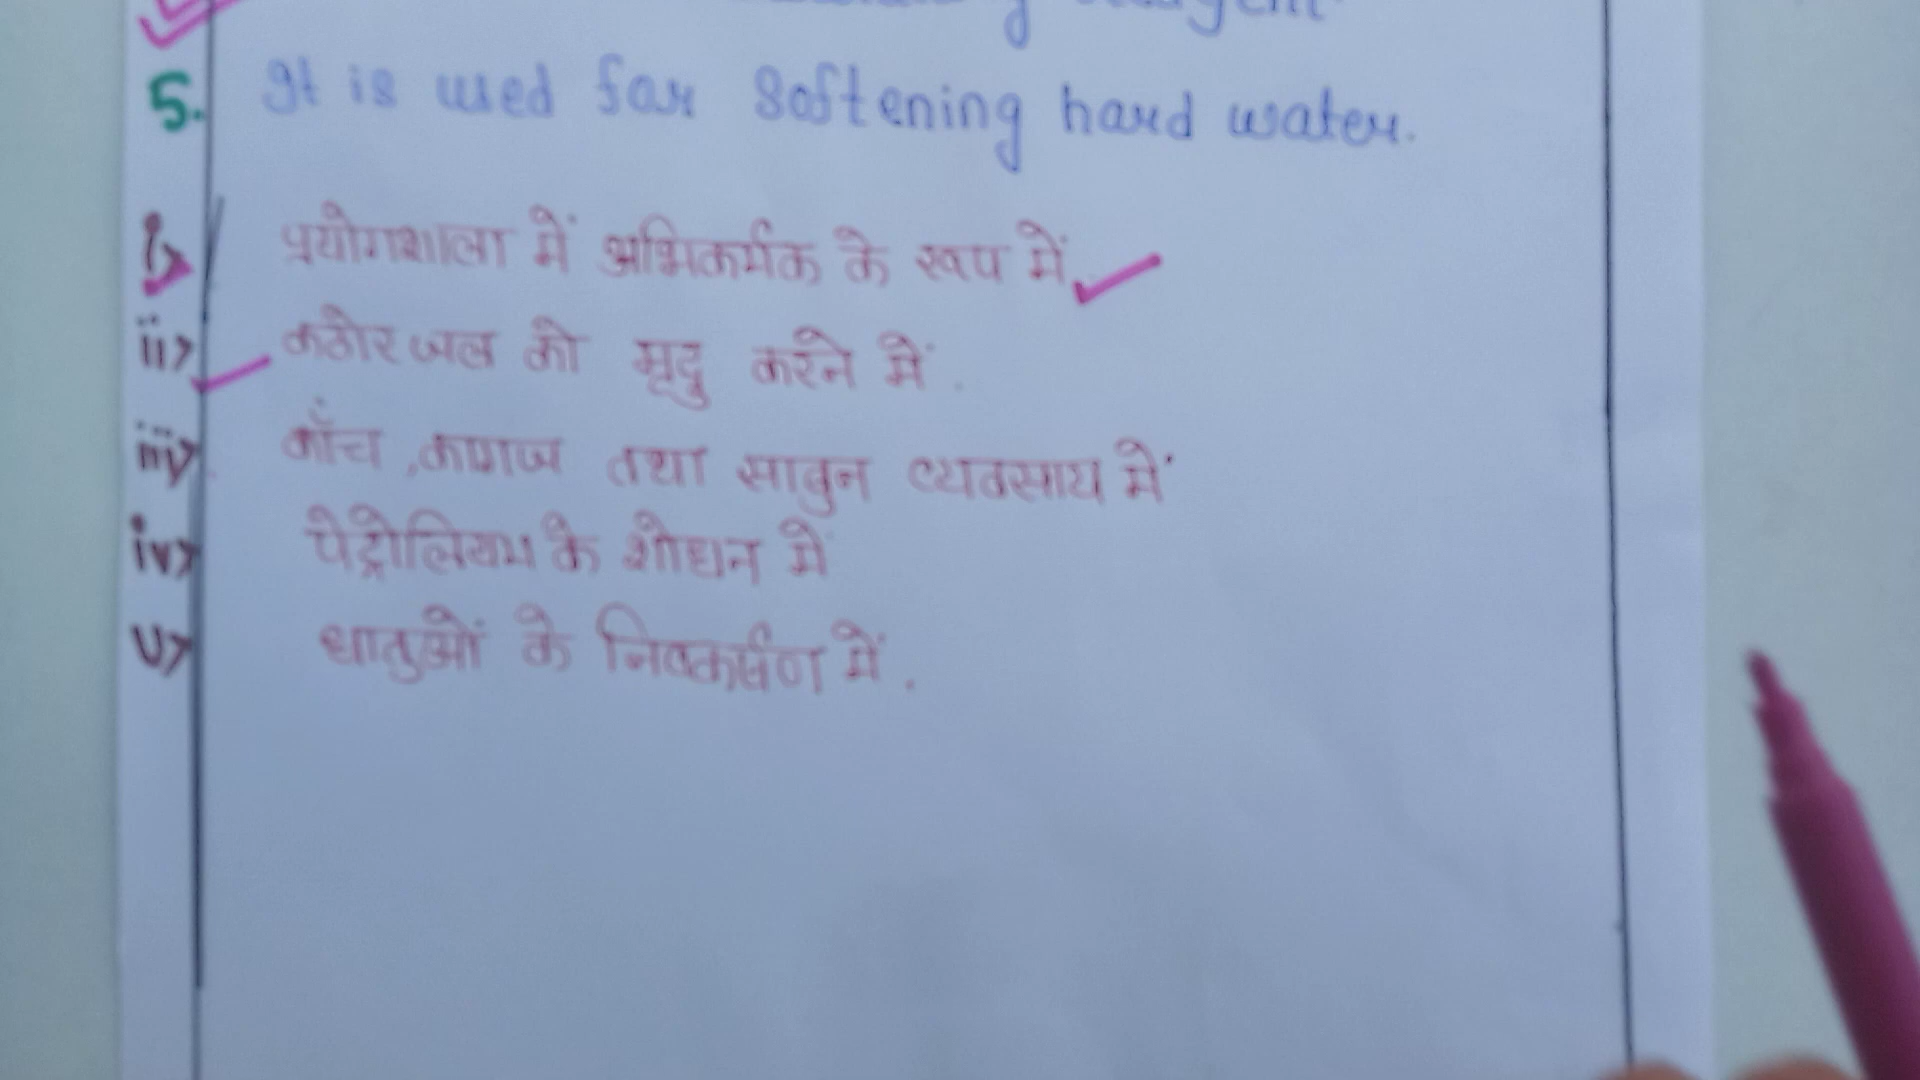 5. It is used for Softening hard water.
i> प्रयोगशाला में अभिकर्मक के रूप में
ii> कठोर जल को मृदु करने में.
iii> काँच, कागज तथा साबुन व्यवसाय में
iv> पेट्रोलियम के शोधन में
v> धातुओं के निष्कर्षण में.